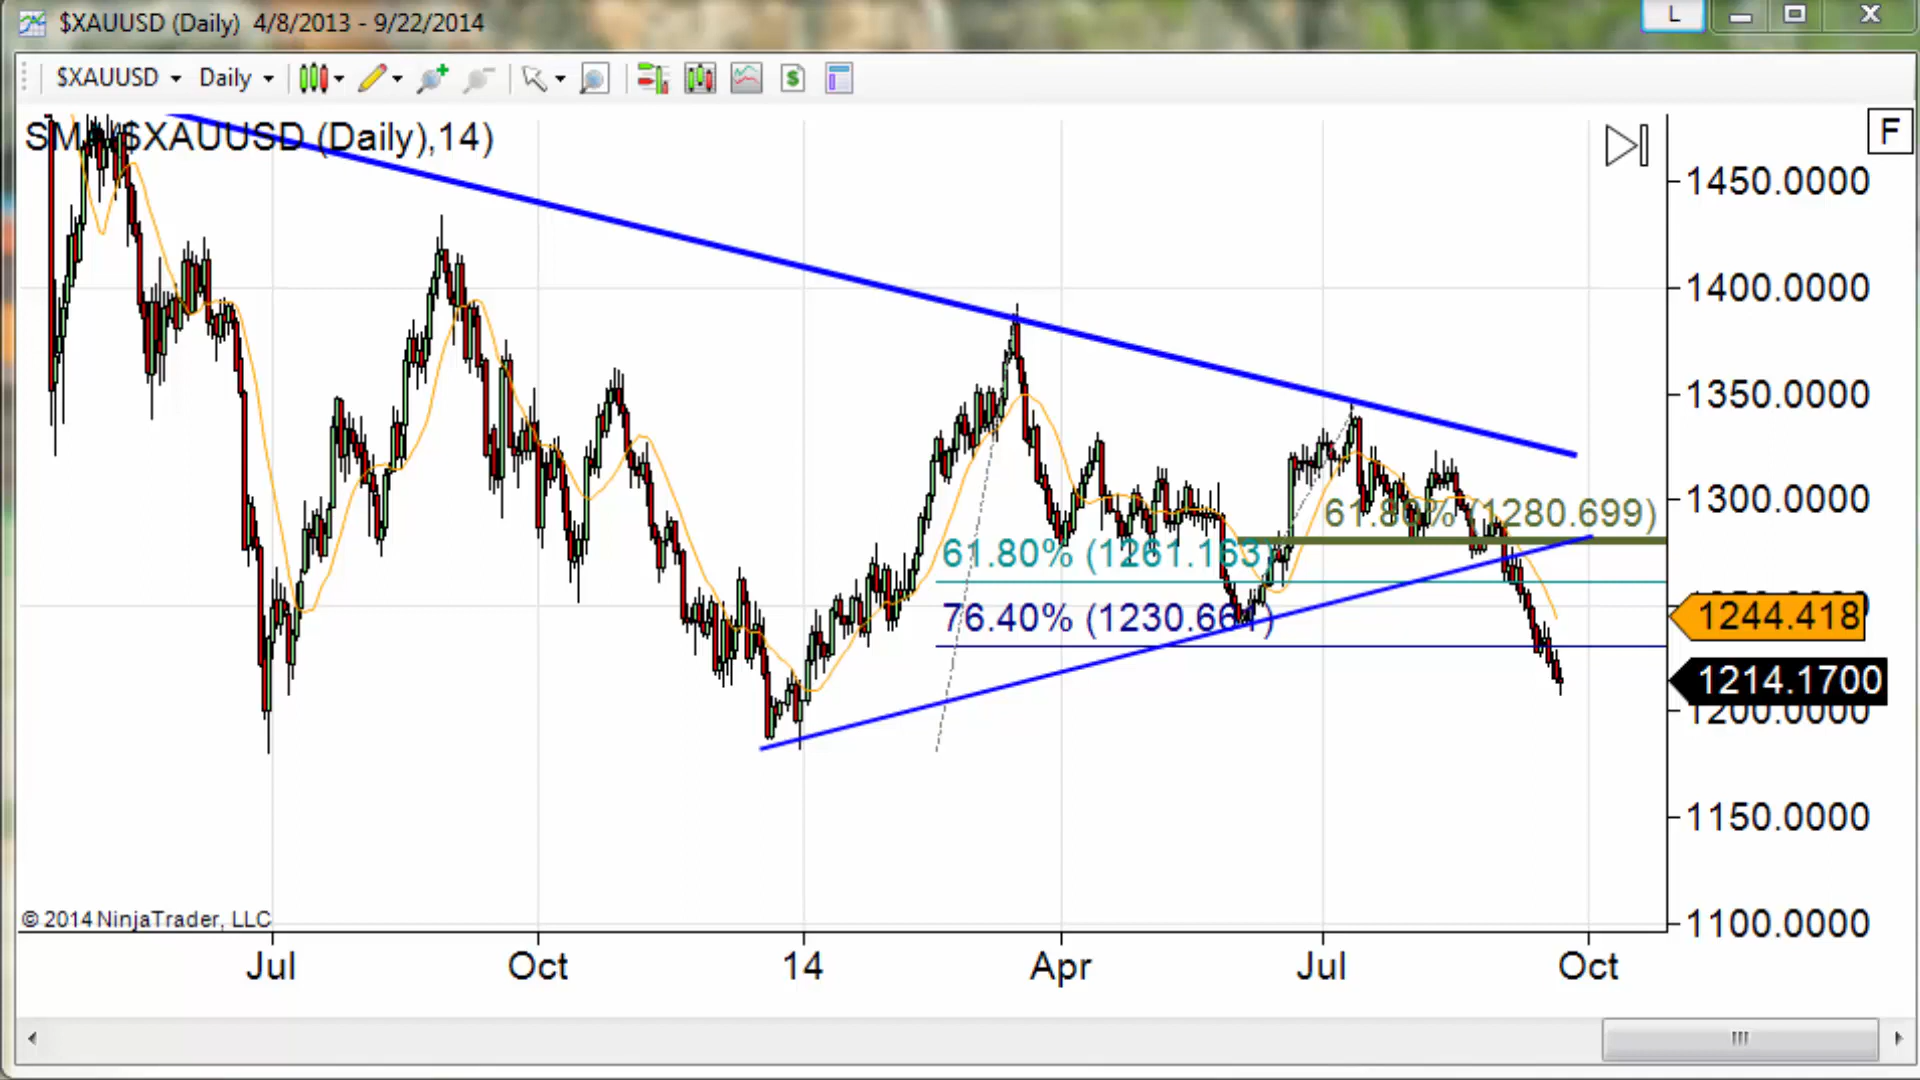 $XAUUSD (Daily) 4/8/2013 - 9/22/2014
L
$XAUUSD Daily
SMA($XAUUSD (Daily),14)
F
1450.0000
1400.0000
1350.0000
1300.0000
61.80% (1280.699)
61.80% (1261.163)
76.40% (1230.661)
1244.418
1214.1700
1200.0000
1150.0000
1100.0000
© 2014 NinjaTrader, LLC
Jul Oct 14 Apr Jul Oct